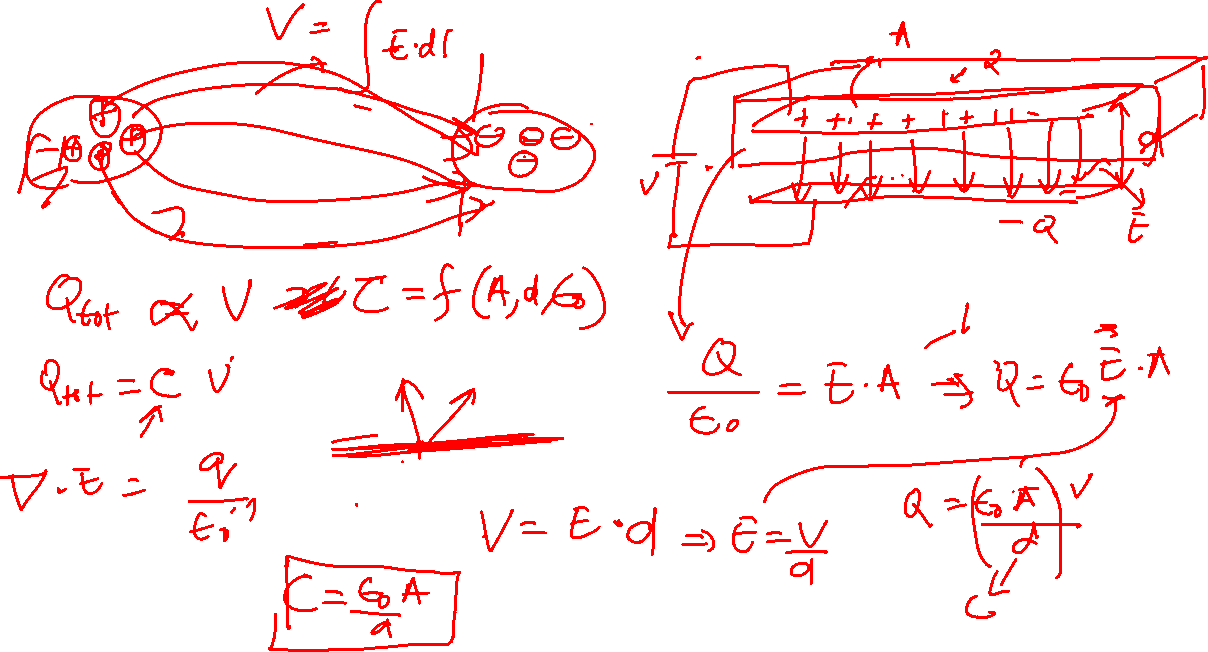 V = ∫ E·dl
A
Q
+ + + + + +
V
d
-Q
E̅
Q_tot ∝ V
C = f(A, d, ε₀)
Q_tot = C V
Q/ε₀ = E·A ⇒ Q = ε₀ E̅·A
∇·E = q/ε₀
V = E·d ⇒ E = V/d
Q = (ε₀ A/d) V
C
C = ε₀ A/d